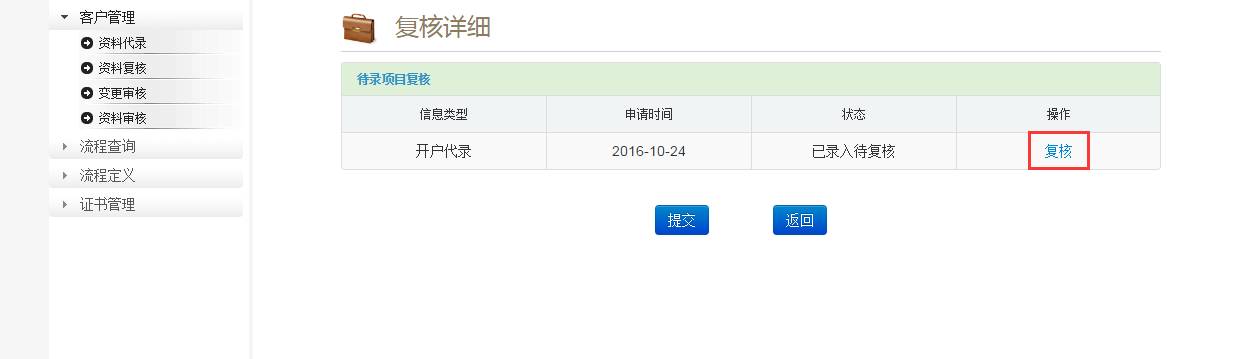 客户管理
资料代录
资料复核
变更审核
资料审核
流程查询
流程定义
证书管理
复核详细
待录项目复核
信息类型 申请时间 状态 操作
开户代录 2016-10-24 已录入待复核 复核
提交 返回